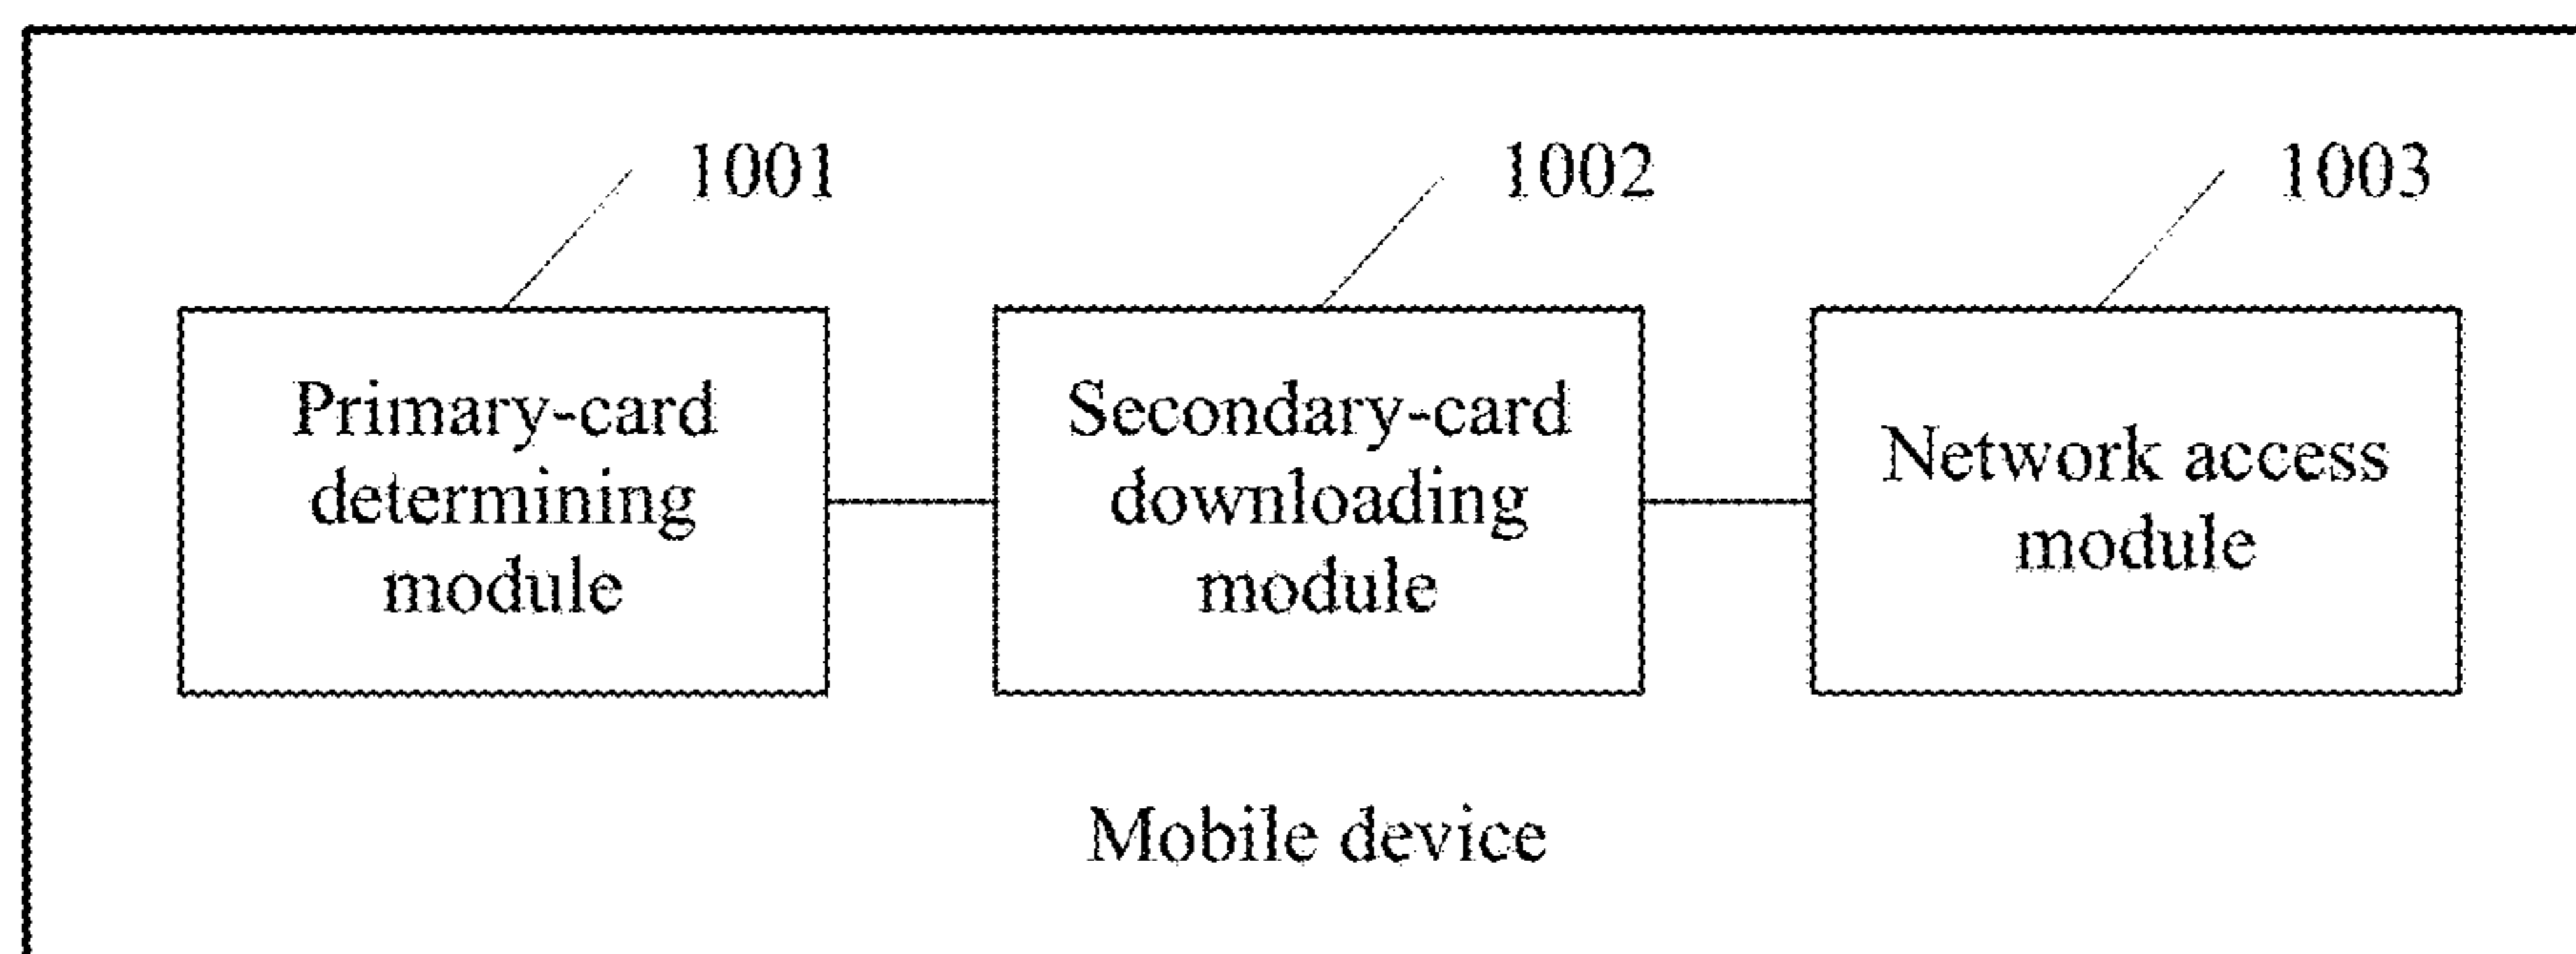 1001
1002
1003
Primary-card
determining
module
Secondary-card
downloading
module
Network access
module
Mobile device